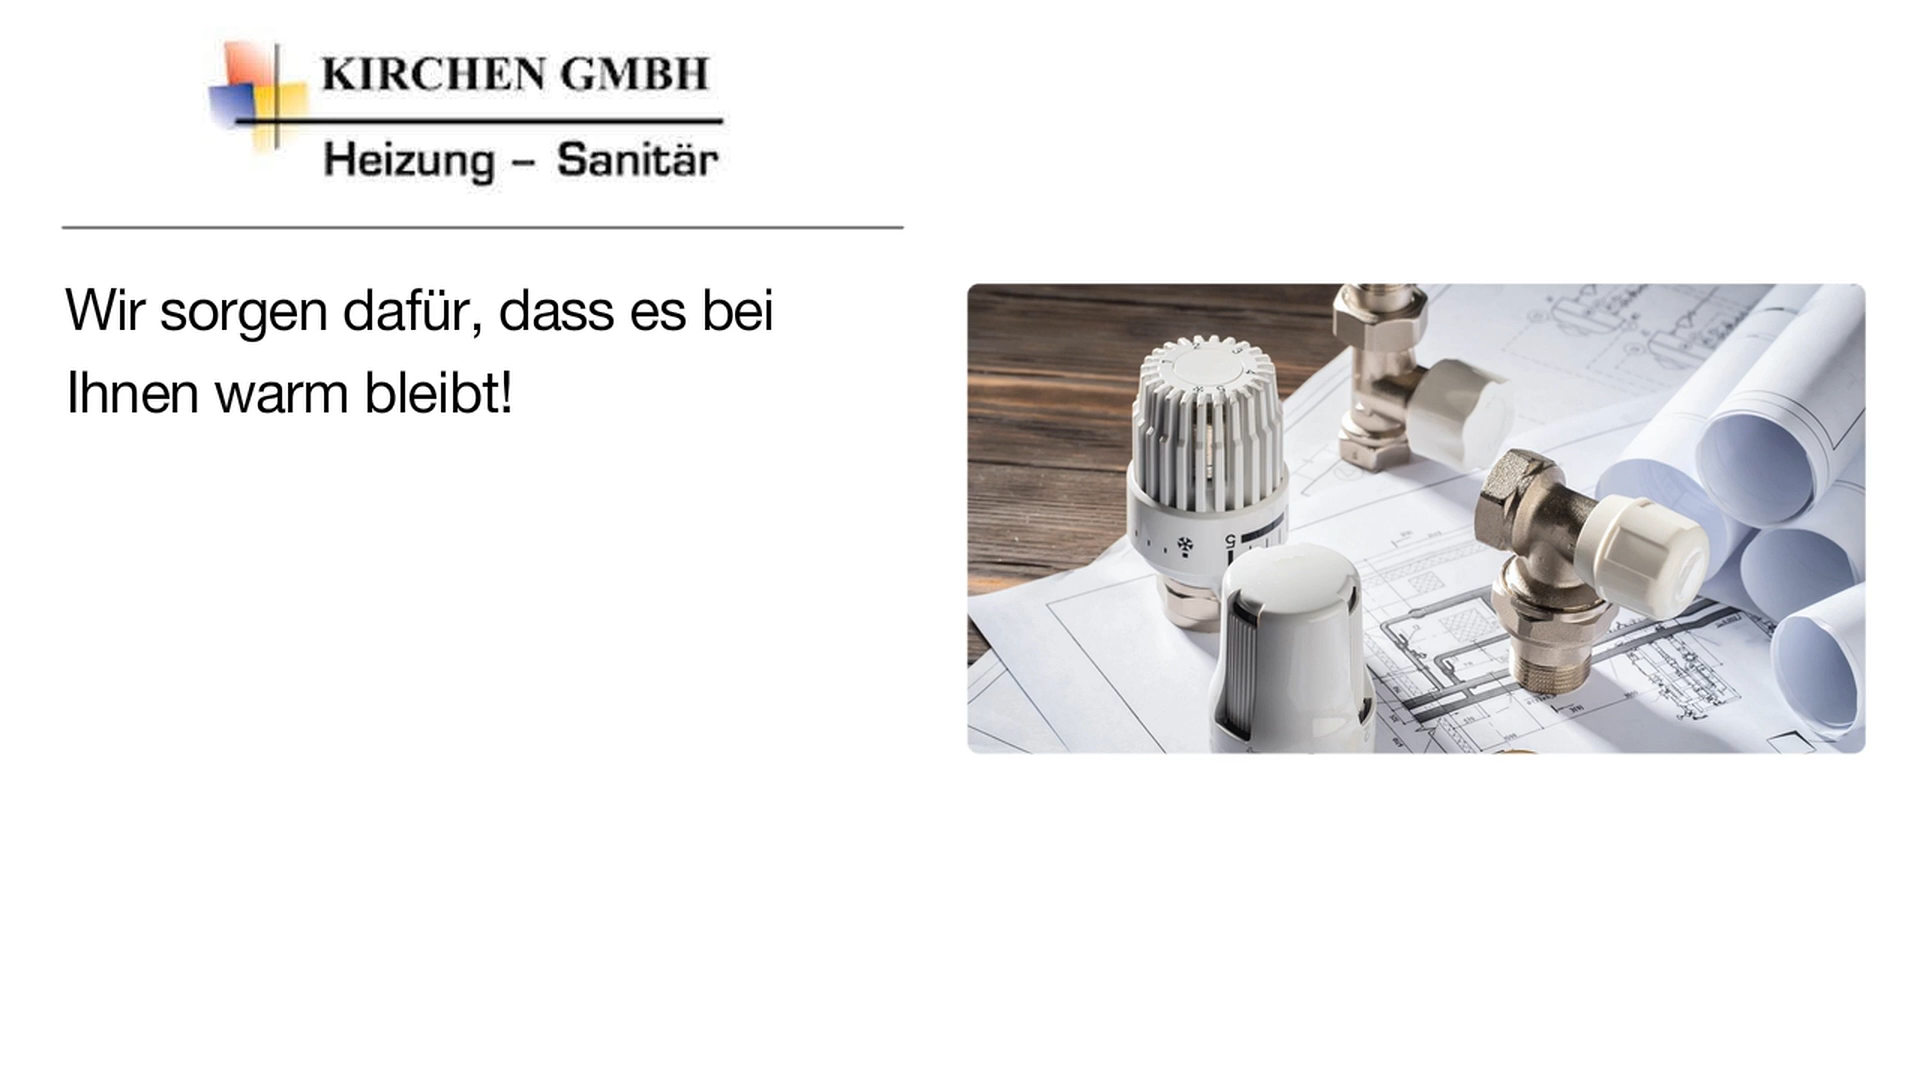 KIRCHEN GMBH
Heizung – Sanitär
Wir sorgen dafür, dass es bei
Ihnen warm bleibt!